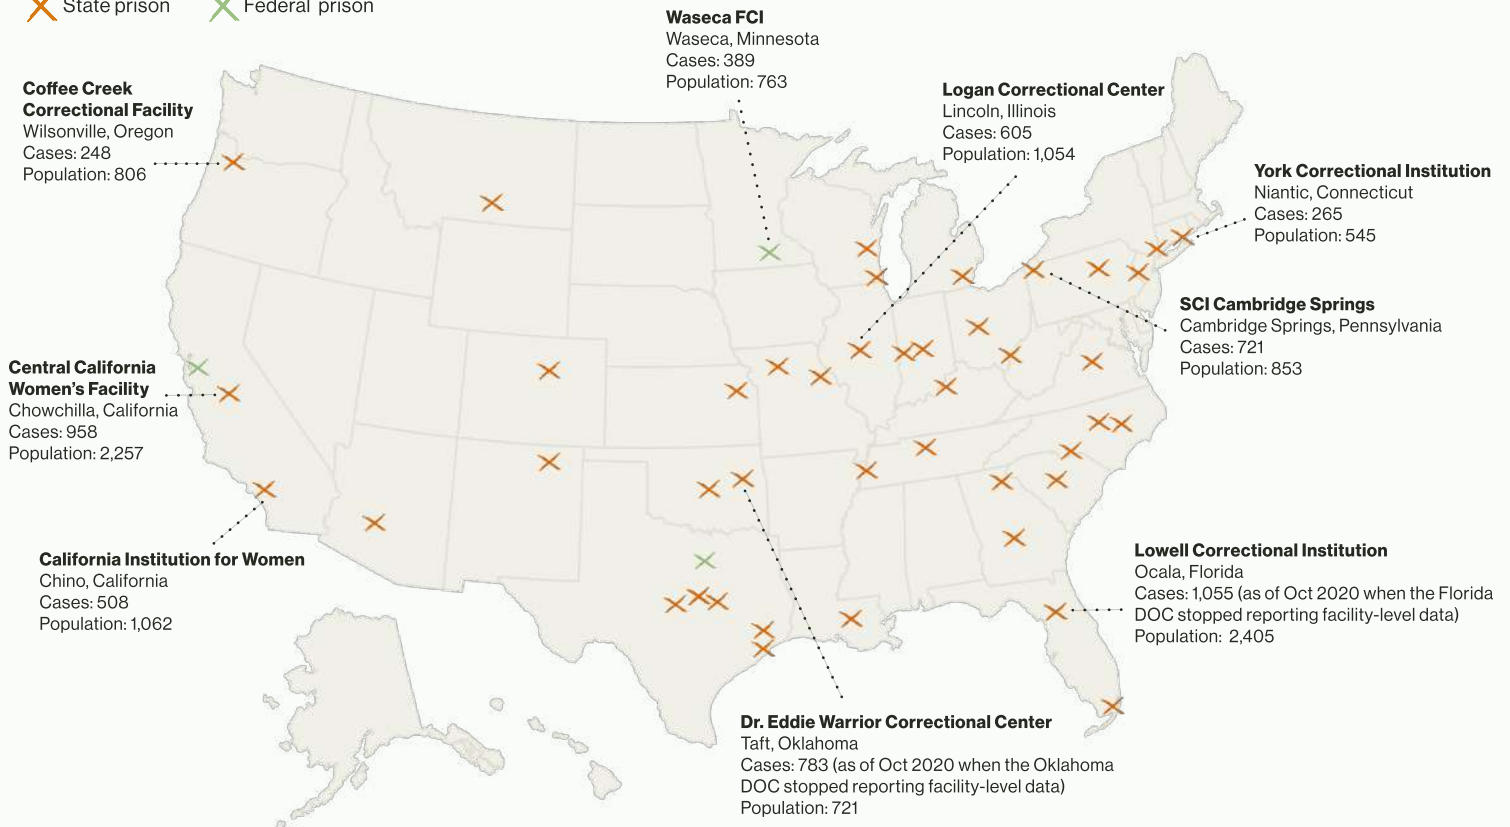 State prison
Federal prison
Waseca FCI
Waseca, Minnesota
Cases: 389
Population: 763
Coffee Creek
Correctional Facility
Wilsonville, Oregon
Cases: 248
Population: 806
Logan Correctional Center
Lincoln, Illinois
Cases: 605
Population: 1,054
York Correctional Institution
Niantic, Connecticut
Cases: 265
Population: 545
SCI Cambridge Springs
Cambridge Springs, Pennsylvania
Cases: 721
Population: 853
Central California
Women's Facility
Chowchilla, California
Cases: 958
Population: 2,257
California Institution for Women
Chino, California
Cases: 508
Population: 1,062
Lowell Correctional Institution
Ocala, Florida
Cases: 1,055 (as of Oct 2020 when the Florida
DOC stopped reporting facility-level data)
Population: 2,405
Dr. Eddie Warrior Correctional Center
Taft, Oklahoma
Cases: 783 (as of Oct 2020 when the Oklahoma
DOC stopped reporting facility-level data)
Population: 721